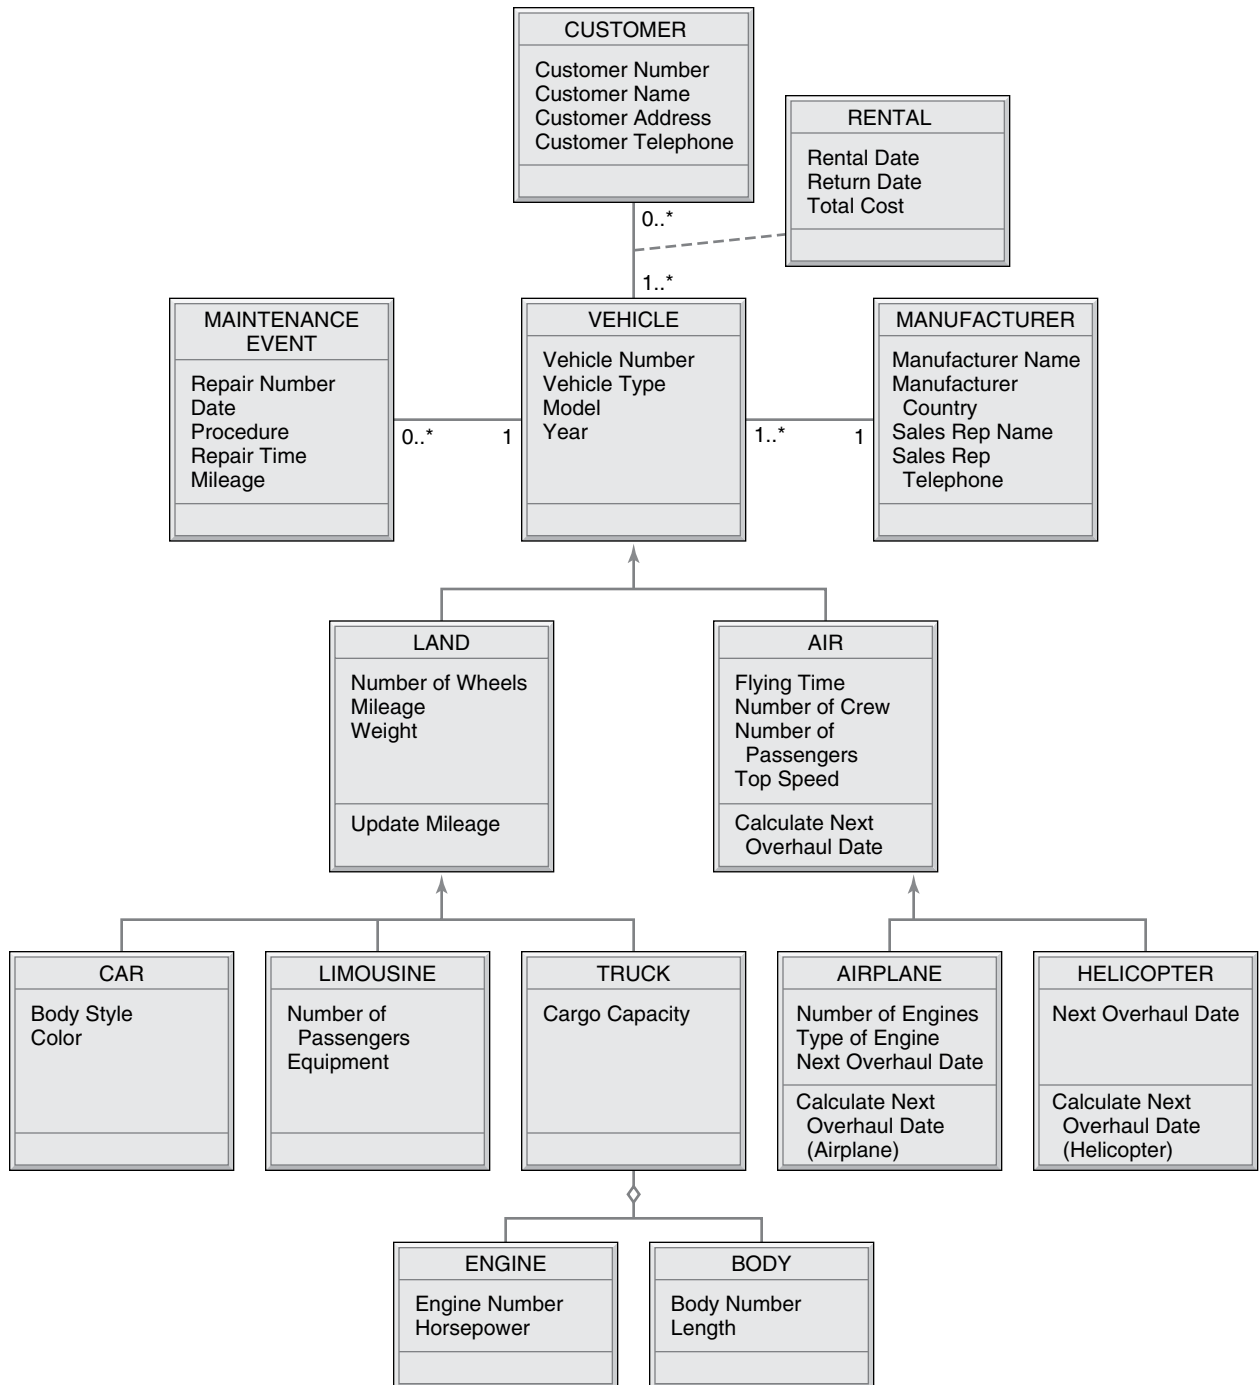 CUSTOMER
Customer Number
Customer Name
Customer Address
Customer Telephone
RENTAL
Rental Date
Return Date
Total Cost
0..*
1..*
MAINTENANCE
EVENT
Repair Number
Date
Procedure
Repair Time
Mileage
0..*
1
VEHICLE
Vehicle Number
Vehicle Type
Model
Year
1..*
1
MANUFACTURER
Manufacturer Name
Manufacturer
Country
Sales Rep Name
Sales Rep
Telephone
LAND
Number of Wheels
Mileage
Weight
Update Mileage
AIR
Flying Time
Number of Crew
Number of
Passengers
Top Speed
Calculate Next
Overhaul Date
CAR
Body Style
Color
LIMOUSINE
Number of
Passengers
Equipment
TRUCK
Cargo Capacity
AIRPLANE
Number of Engines
Type of Engine
Next Overhaul Date
Calculate Next
Overhaul Date
(Airplane)
HELICOPTER
Next Overhaul Date
Calculate Next
Overhaul Date
(Helicopter)
ENGINE
Engine Number
Horsepower
BODY
Body Number
Length